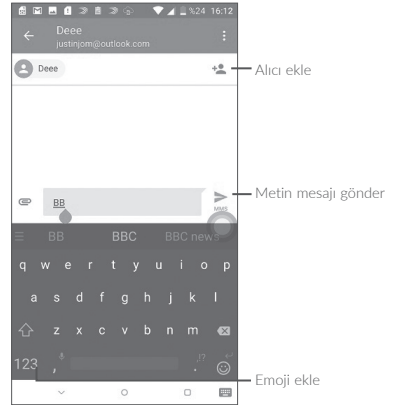 %24 16:12
Deee
justinjom@outlook.com
Deee
Alıcı ekle
Metin mesajı gönder
BB
MMS
BB BBC BBC news
q w e r t y u i o p
a s d f g h j k l
z x c v b n m
123 , . !?
Emoji ekle